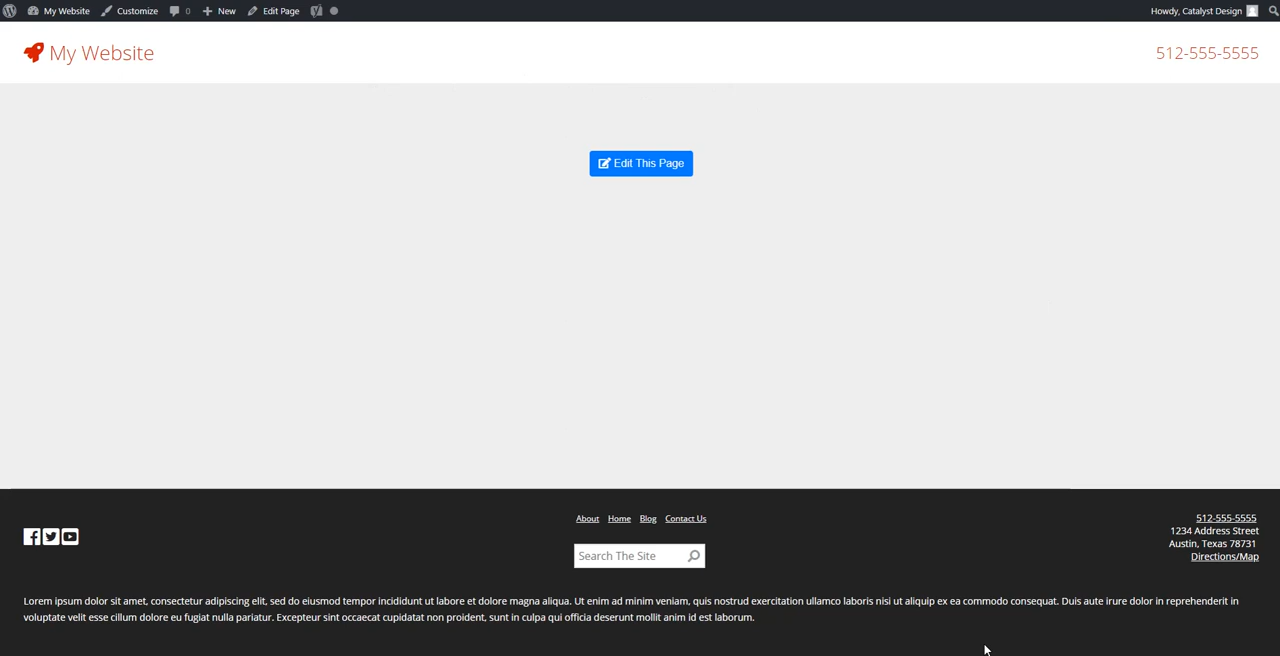 My Website Customize 0 New Edit Page Howdy, Catalyst Design
My Website 512-555-5555
Edit This Page
About Home Blog Contact Us
Search The Site
512-555-5555
1234 Address Street
Austin, Texas 78731
Directions/Map
Lorem ipsum dolor sit amet, consectetur adipiscing elit, sed do eiusmod tempor incididunt ut labore et dolore magna aliqua. Ut enim ad minim veniam, quis nostrud exercitation ullamco laboris nisi ut aliquip ex ea commodo consequat. Duis aute irure dolor in reprehenderit in
voluptate velit esse cillum dolore eu fugiat nulla pariatur. Excepteur sint occaecat cupidatat non proident, sunt in culpa qui officia deserunt mollit anim id est laborum.